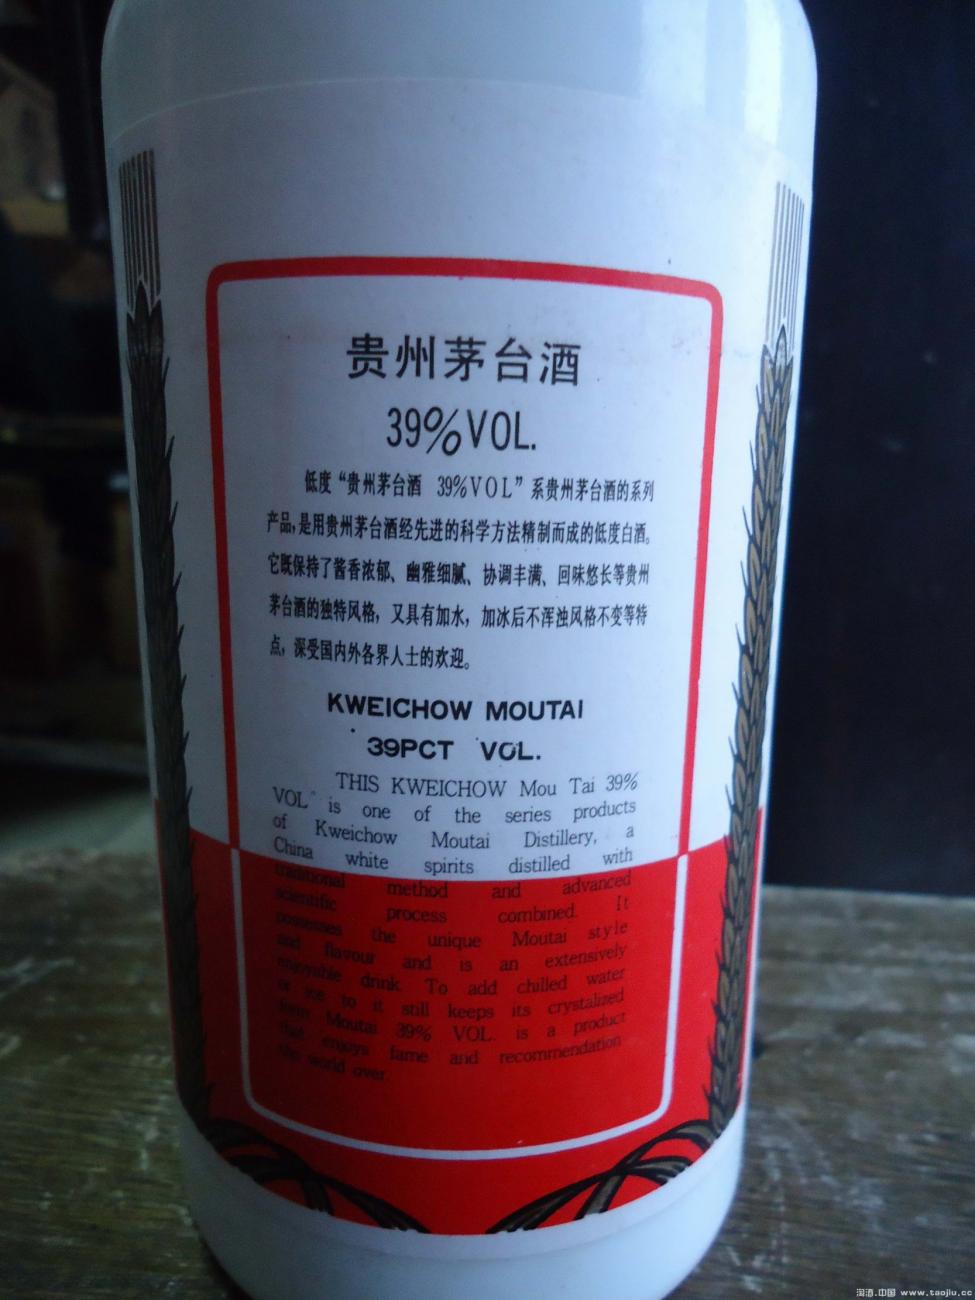 贵州茅台酒
39%VOL.
低度“贵州茅台酒 39%VOL”系贵州茅台酒的系列
产品,是用贵州茅台酒经先进的科学方法精制而成的低度白酒。
它既保持了酱香浓郁、幽雅细腻、协调丰满、回味悠长等贵州
茅台酒的独特风格，又具有加水，加冰后不浑浊风格不变等特
点，深受国内外各界人士的欢迎。
KWEICHOW MOUTAI
39PCT VOL.
THIS KWEICHOW Mou Tai 39%
VOL" is one of the series products
of Kweichow Moutai Distillery, a
China white spirits distilled with
traditional method and advanced
scientific process combined. It
possesses the unique Moutai style
and flavour and is an extensively
enjoyable drink. To add chilled water
or ice to it still keeps its crystalized
form Moutai 39% VOL. is a product
that enjoys fame and recommendation
the world over.
淘酒.中国 www.taojiu.cc